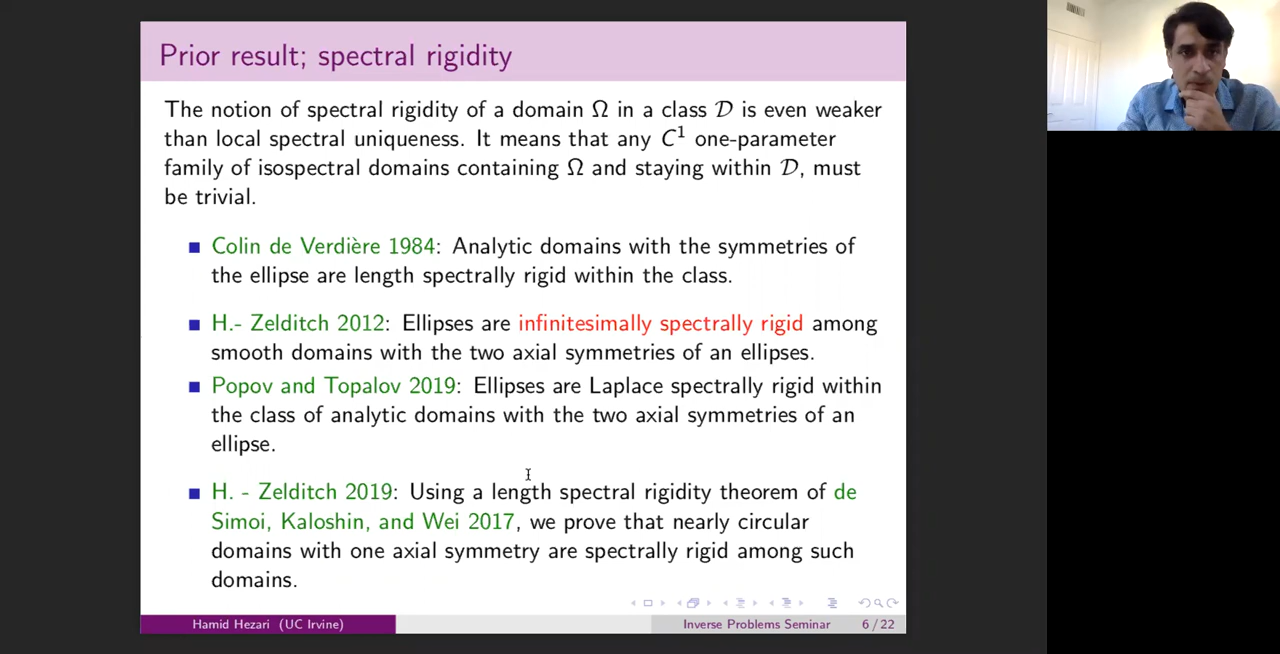 Prior result; spectral rigidity
The notion of spectral rigidity of a domain Ω in a class 𝒟 is even weaker
than local spectral uniqueness. It means that any C¹ one-parameter
family of isospectral domains containing Ω and staying within 𝒟, must
be trivial.
■ Colin de Verdière 1984: Analytic domains with the symmetries of
the ellipse are length spectrally rigid within the class.
■ H.- Zelditch 2012: Ellipses are infinitesimally spectrally rigid among
smooth domains with the two axial symmetries of an ellipses.
■ Popov and Topalov 2019: Ellipses are Laplace spectrally rigid within
the class of analytic domains with the two axial symmetries of an
ellipse.
■ H. - Zelditch 2019: Using a length spectral rigidity theorem of de
Simoi, Kaloshin, and Wei 2017, we prove that nearly circular
domains with one axial symmetry are spectrally rigid among such
domains.
Hamid Hezari (UC Irvine) Inverse Problems Seminar 6 / 22